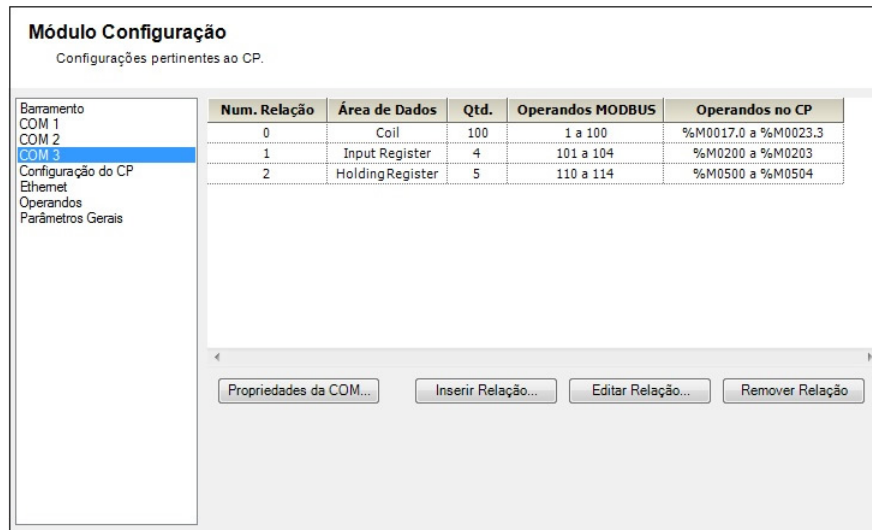 Módulo Configuração
Configurações pertinentes ao CP.
Barramento
COM 1
COM 2
COM 3
Configuração do CP
Ethernet
Operandos
Parâmetros Gerais
Num. Relação Área de Dados Qtd. Operandos MODBUS Operandos no CP
0 Coil 100 1 a 100 %M0017.0 a %M0023.3
1 Input Register 4 101 a 104 %M0200 a %M0203
2 HoldingRegister 5 110 a 114 %M0500 a %M0504
Propriedades da COM... Inserir Relação... Editar Relação... Remover Relação